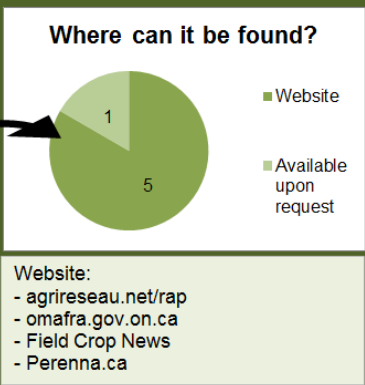 Where can it be found?
1
5
Website
Available
upon
request
Website:
- agrireseau.net/rap
- omafra.gov.on.ca
- Field Crop News
- Perenna.ca